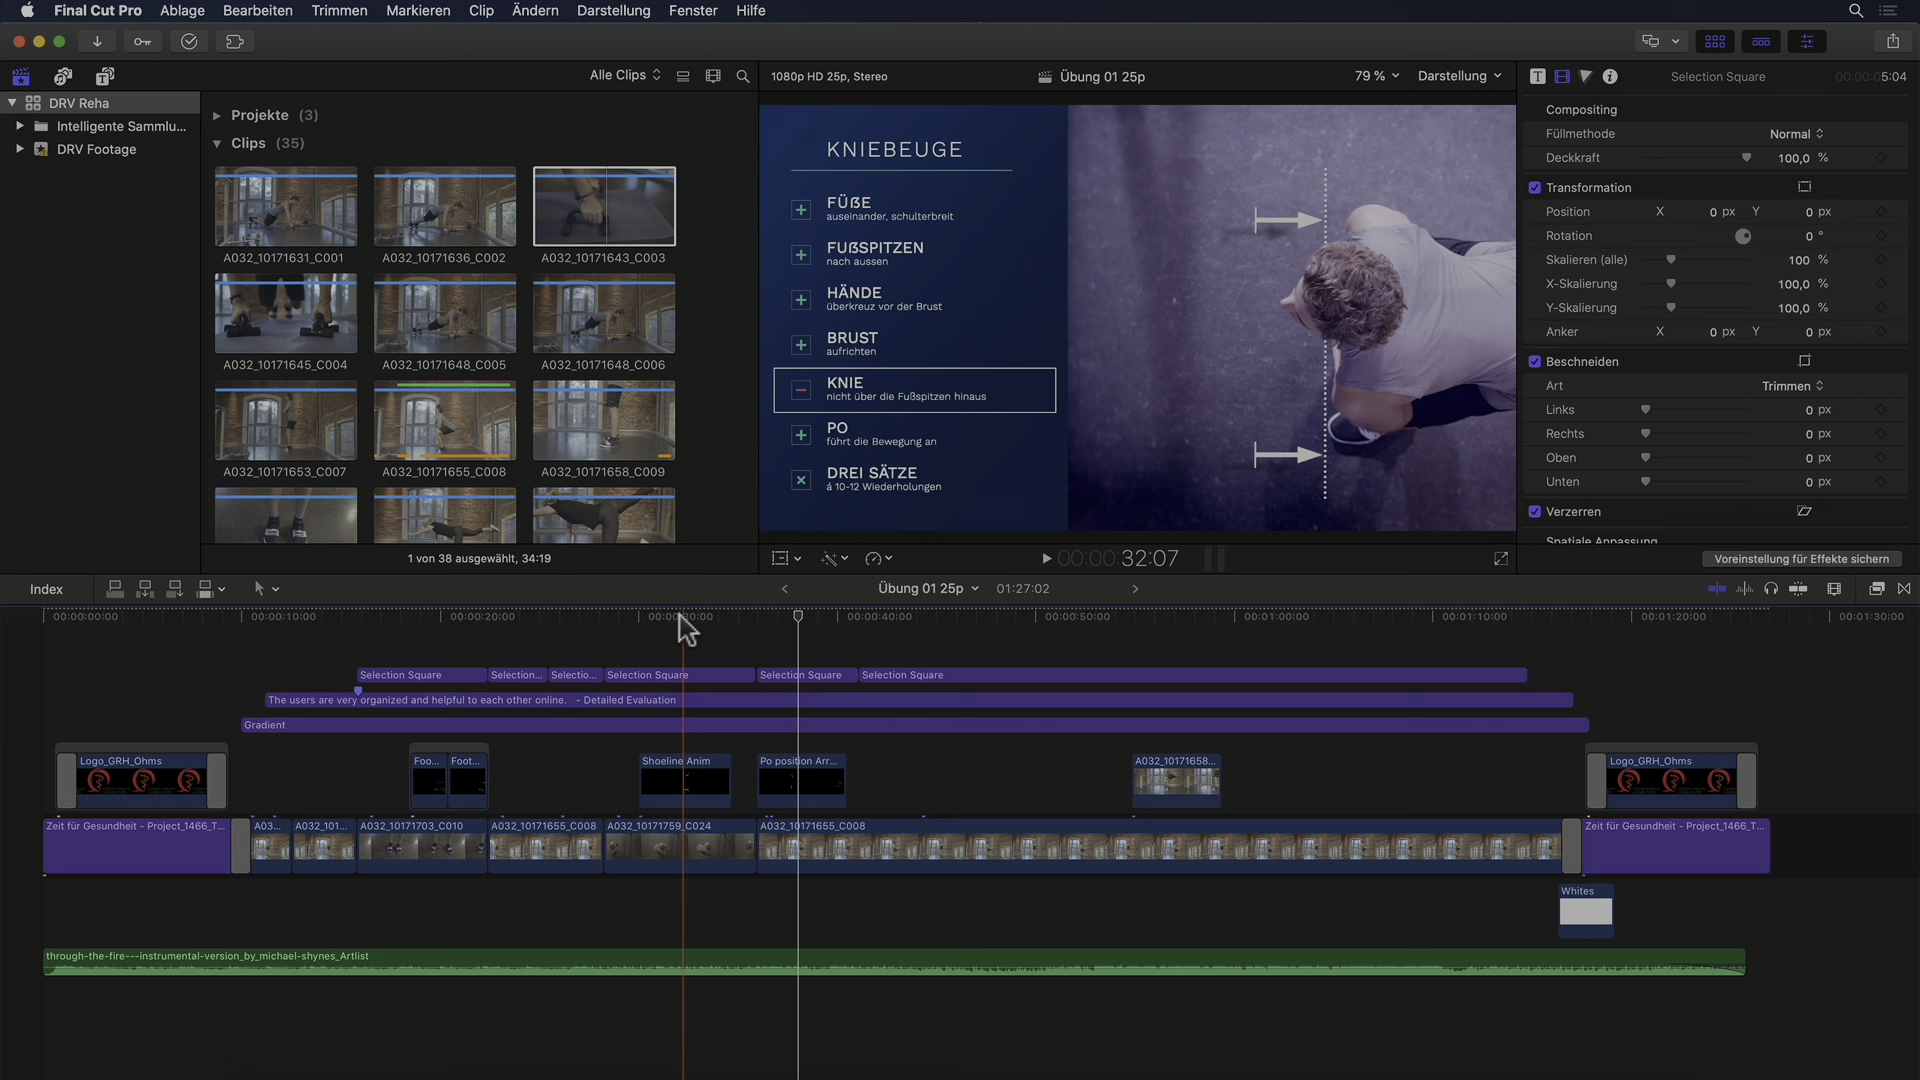 Final Cut Pro Ablage Bearbeiten Trimmen Markieren Clip Ändern Darstellung Fenster Hilfe
Alle Clips
1080p HD 25p, Stereo
Übung 01 25p
79 %
Darstellung
Selection Square
5:04
DRV Reha
Intelligente Sammlu...
DRV Footage
Projekte (3)
Clips (35)
A032_10171631_C001
A032_10171636_C002
A032_10171643_C003
A032_10171645_C004
A032_10171648_C005
A032_10171648_C006
A032_10171653_C007
A032_10171655_C008
A032_10171658_C009
1 von 38 ausgewählt, 34:19
KNIEBEUGE
FÜßE
auseinander, schulterbreit
FUßSPITZEN
nach aussen
HÄNDE
überkreuz vor der Brust
BRUST
aufrichten
KNIE
nicht über die Fußspitzen hinaus
PO
führt die Bewegung an
DREI SÄTZE
á 10-12 Wiederholungen
00:00:00:32:07
Compositing
Füllmethode Normal
Deckkraft 100,0 %
Transformation
Position X 0 px Y 0 px
Rotation 0 °
Skalieren (alle) 100 %
X-Skalierung 100,0 %
Y-Skalierung 100,0 %
Anker X 0 px Y 0 px
Beschneiden
Art Trimmen
Links 0 px
Rechts 0 px
Oben 0 px
Unten 0 px
Verzerren
Spatiale Anpassung
Voreinstellung für Effekte sichern
Index
Übung 01 25p
01:27:02
00:00:00:00 00:00:10:00 00:00:20:00 00:00:40:00 00:00:50:00 00:01:00:00 00:01:10:00 00:01:20:00 00:01:30:00
Selection Square Selection... Selectio... Selection Square Selection Square Selection Square
The users are very organized and helpful to each other online. - Detailed Evaluation
Gradient
Logo_GRH_Ohms Foo... Foot... Shoeline Anim Po position Arr... A032_10171658... Logo_GRH_Ohms
Zeit für Gesundheit - Project_1466_T... A03... A032_101... A032_10171703_C010 A032_10171655_C008 A032_10171759_C024 A032_10171655_C008 Zeit für Gesundheit - Project_1466_T...
Whites
through-the-fire---instrumental-version_by_michael-shynes_Artlist